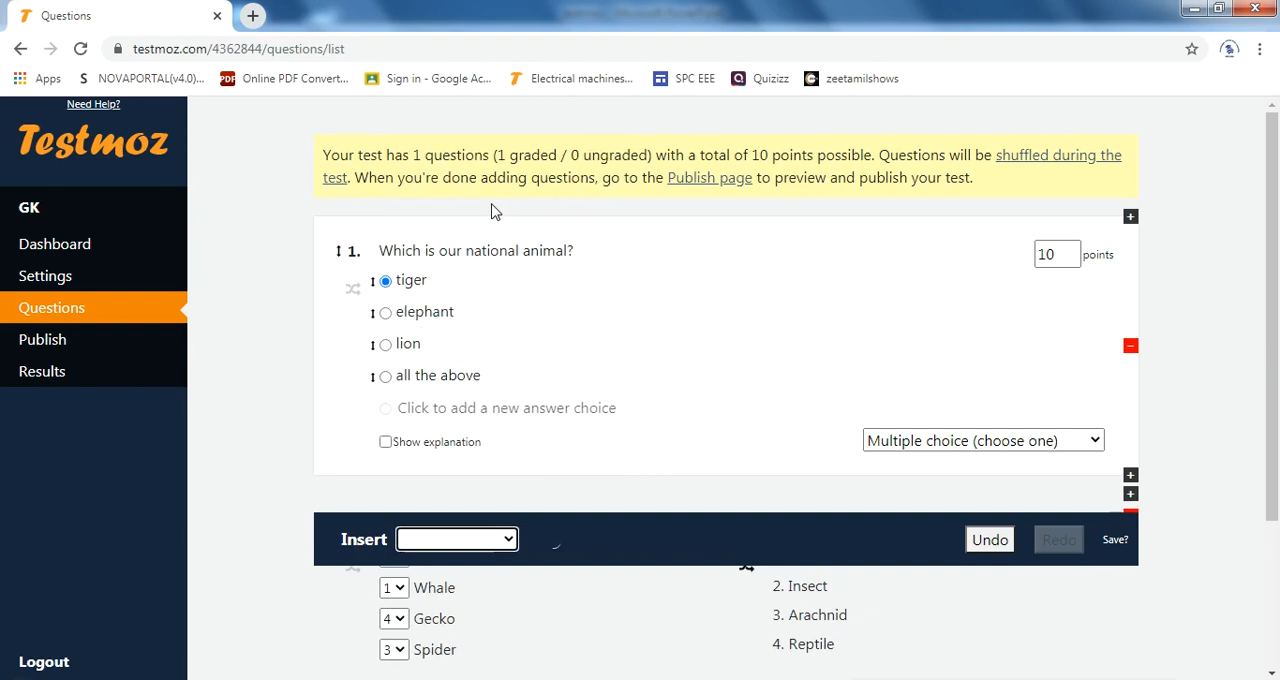 Questions
testmoz.com/4362844/questions/list
Apps
NOVAPORTAL(v4.0)...
Online PDF Convert...
Sign in - Google Ac...
Electrical machines...
SPC EEE
Quizizz
zeetamilshows
Need Help?
Testmoz
GK
Dashboard
Settings
Questions
Publish
Results
Logout
Your test has 1 questions (1 graded / 0 ungraded) with a total of 10 points possible. Questions will be shuffled during the
test. When you're done adding questions, go to the Publish page to preview and publish your test.
1. Which is our national animal?
10 points
tiger
elephant
lion
all the above
Click to add a new answer choice
Show explanation
Multiple choice (choose one)
Insert
Undo
Redo
Save?
1 Whale
4 Gecko
3 Spider
2. Insect
3. Arachnid
4. Reptile